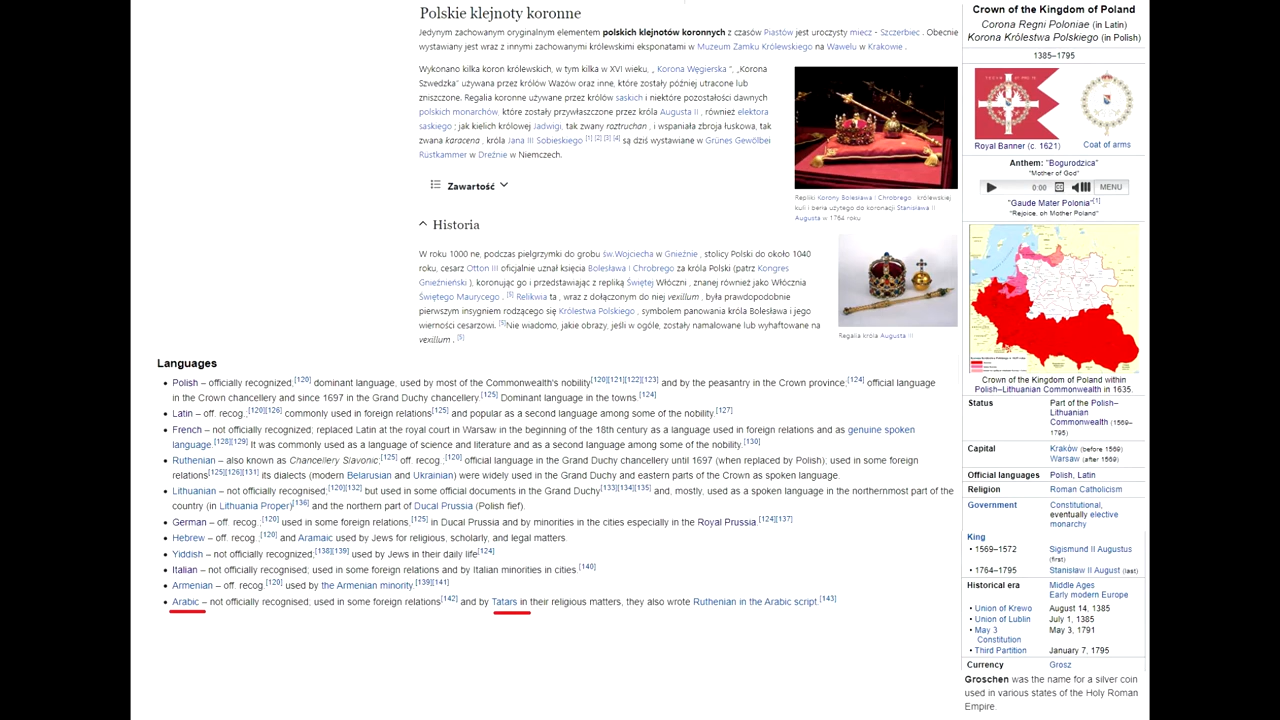 Polskie klejnoty koronne
Jedynym zachowanym oryginalnym elementem polskich klejnotów koronnych z czasów Piastów jest uroczysty miecz - Szczerbiec . Obecnie
wystawiany jest wraz z innymi zachowanymi królewskimi eksponatami w Muzeum Zamku Królewskiego na Wawelu w Krakowie .
Wykonano kilka koron królewskich, w tym kilka w XVI wieku, „ Korona Węgierska ”, „Korona
Szwedzka” używana przez królów Wazów oraz inne, które zostały później utracone lub
zniszczone. Regalia koronne używane przez królów saskich i niektóre pozostałości dawnych
polskich monarchów, które zostały przywłaszczone przez króla Augusta II , również elektora
saskiego ; jak kielich królowej Jadwigi, tak zwany roztruchan , i wspaniała zbroja łuskowa, tak
zwana karacena , króla Jana III Sobieskiego [1] [2] [3] [4] są dziś wystawiane w Grünes Gewölbei
Rustkammer w Dreźnie w Niemczech.
Zawartość
Repliki Korony Bolesława I Chrobrego królewskiej
kuli i berła użytego do koronacji Stanisława II
Augusta w 1764 roku
Historia
W roku 1000 ne, podczas pielgrzymki do grobu św.Wojciecha w Gnieźnie , stolicy Polski do około 1040
roku, cesarz Otton III oficjalnie uznał księcia Bolesława I Chrobrego za króla Polski (patrz Kongres
Gnieźnieński ), koronując go i przedstawiając z repliką Świętej Włóczni , znanej również jako Włócznia
Świętego Maurycego . [5] Relikwia ta , wraz z dołączonym do niej vexillum , była prawdopodobnie
pierwszym insygniem rodzącego się Królestwa Polskiego , symbolem panowania króla Bolesława i jego
wierności cesarzowi. [5]Nie wiadomo, jakie obrazy, jeśli w ogóle, zostały namalowane lub wyhaftowane na
vexillum . [5]
Regalia króla Augusta III
Languages
• Polish – officially recognized;[120] dominant language, used by most of the Commonwealth's nobility[120][121][122][123] and by the peasantry in the Crown province;[124] official language
in the Crown chancellery and since 1697 in the Grand Duchy chancellery.[125] Dominant language in the towns.[124]
• Latin – off. recog.;[120][126] commonly used in foreign relations[125] and popular as a second language among some of the nobility.[127]
• French – not officially recognized; replaced Latin at the royal court in Warsaw in the beginning of the 18th century as a language used in foreign relations and as genuine spoken
language.[128][129] It was commonly used as a language of science and literature and as a second language among some of the nobility.[130]
• Ruthenian – also known as Chancellery Slavonic;[125] off. recog.;[120] official language in the Grand Duchy chancellery until 1697 (when replaced by Polish); used in some foreign
relations[125][126][131] its dialects (modern Belarusian and Ukrainian) were widely used in the Grand Duchy and eastern parts of the Crown as spoken language.
• Lithuanian – not officially recognised;[120][132] but used in some official documents in the Grand Duchy[133][134][135] and, mostly, used as a spoken language in the northernmost part of the
country (in Lithuania Proper)[136] and the northern part of Ducal Prussia (Polish fief).
• German – off. recog.;[120] used in some foreign relations,[125] in Ducal Prussia and by minorities in the cities especially in the Royal Prussia.[124][137]
• Hebrew – off. recog.;[120] and Aramaic used by Jews for religious, scholarly, and legal matters.
• Yiddish – not officially recognized;[138][139] used by Jews in their daily life[124]
• Italian – not officially recognised; used in some foreign relations and by Italian minorities in cities.[140]
• Armenian – off. recog.[120] used by the Armenian minority.[139][141]
• Arabic – not officially recognised, used in some foreign relations[142] and by Tatars in their religious matters, they also wrote Ruthenian in the Arabic script.[143]
Crown of the Kingdom of Poland
Corona Regni Poloniae (in Latin)
Korona Królestwa Polskiego (in Polish)
1385–1795
Royal Banner (c. 1621)
Coat of arms
Anthem: "Bogurodzica"
"Mother of God"
0:00 MENU
"Gaude Mater Polonia"[1]
"Rejoice, oh Mother Poland"
Crown of the Kingdom of Poland within
Polish–Lithuanian Commonwealth in 1635.
Status Part of the Polish–
Lithuanian
Commonwealth (1569–
1795)
Capital Kraków (before 1569)
Warsaw (after 1569)
Official languages Polish, Latin
Religion Roman Catholicism
Government Constitutional,
eventually elective
monarchy
King
• 1569–1572 Sigismund II Augustus
(first)
• 1764–1795 Stanisław II August (last)
Historical era Middle Ages
Early modern Europe
• Union of Krewo August 14, 1385
• Union of Lublin July 1, 1385
• May 3 May 3, 1791
Constitution
• Third Partition January 7, 1795
Currency Grosz
Groschen was the name for a silver coin
used in various states of the Holy Roman
Empire.